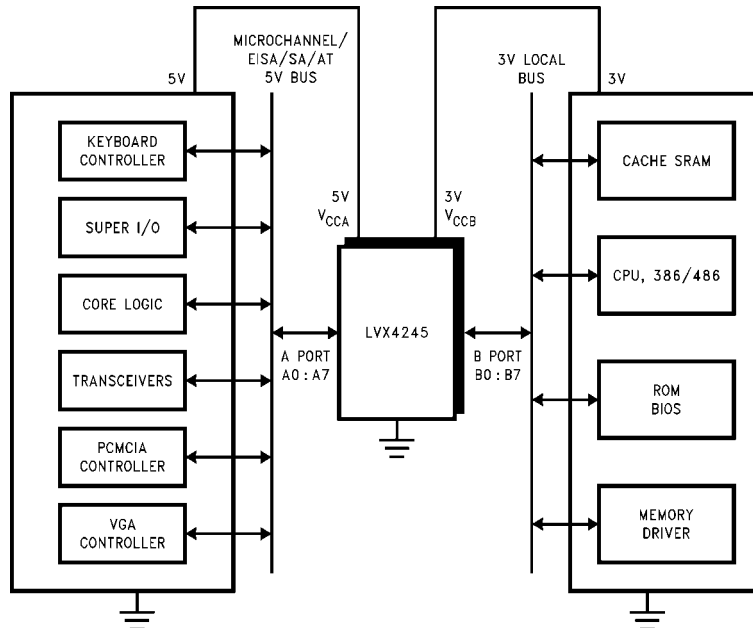 5V
MICROCHANNEL/
EISA/SA/AT
5V BUS
3V LOCAL
BUS
3V
KEYBOARD
CONTROLLER
SUPER I/O
CORE LOGIC
TRANSCEIVERS
PCMCIA
CONTROLLER
VGA
CONTROLLER
5V
VCCA
3V
VCCB
LVX4245
A PORT
A0:A7
B PORT
B0:B7
CACHE SRAM
CPU, 386/486
ROM
BIOS
MEMORY
DRIVER